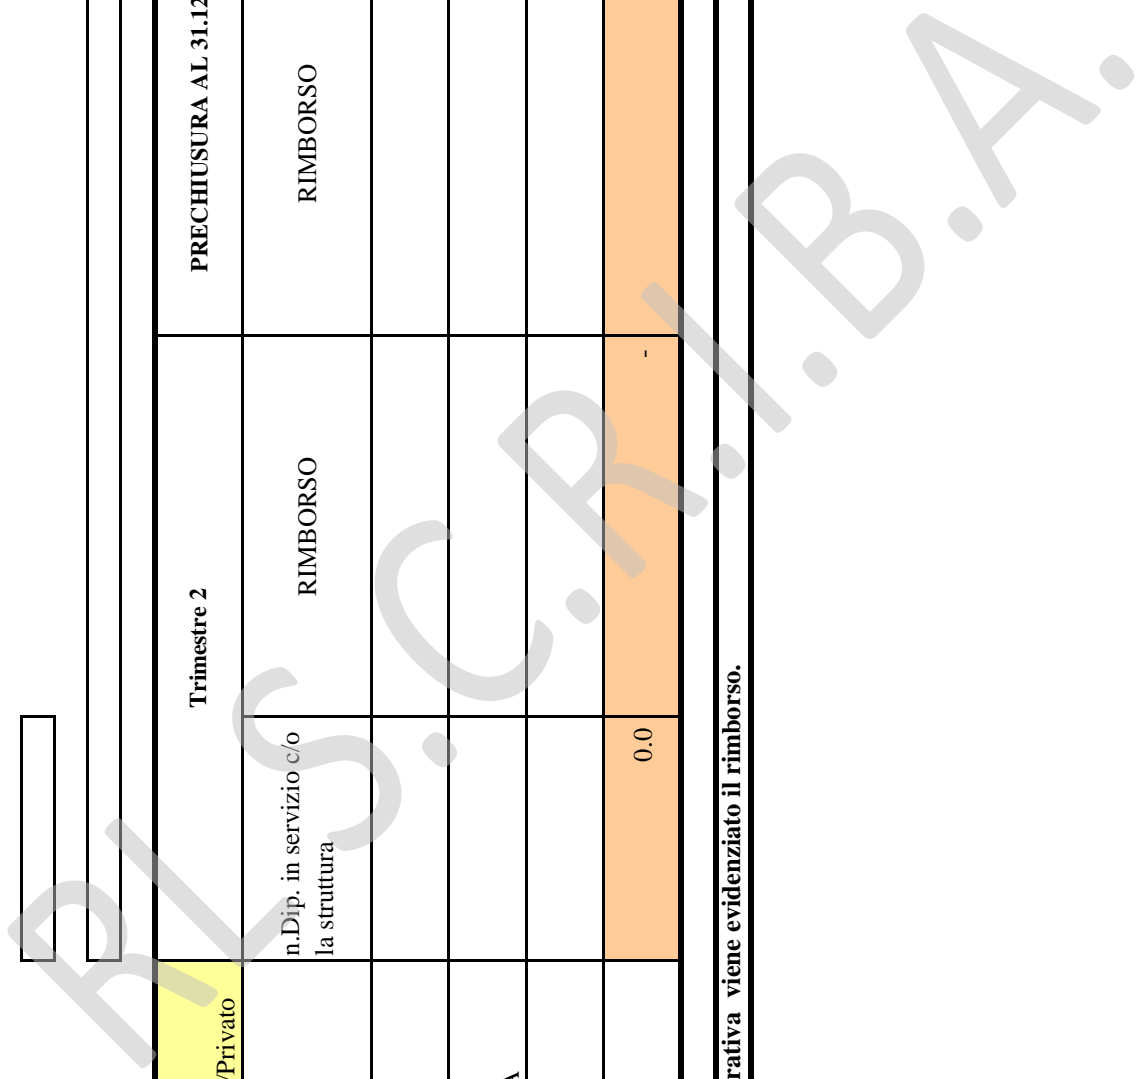 /Privato
Trimestre 2
PRECHIUSURA AL 31.12
n.Dip. in servizio c/o
la struttura
RIMBORSO
RIMBORSO
A
0.0
-
rativa viene evidenziato il rimborso.
RL S.C.R.I.B.A.